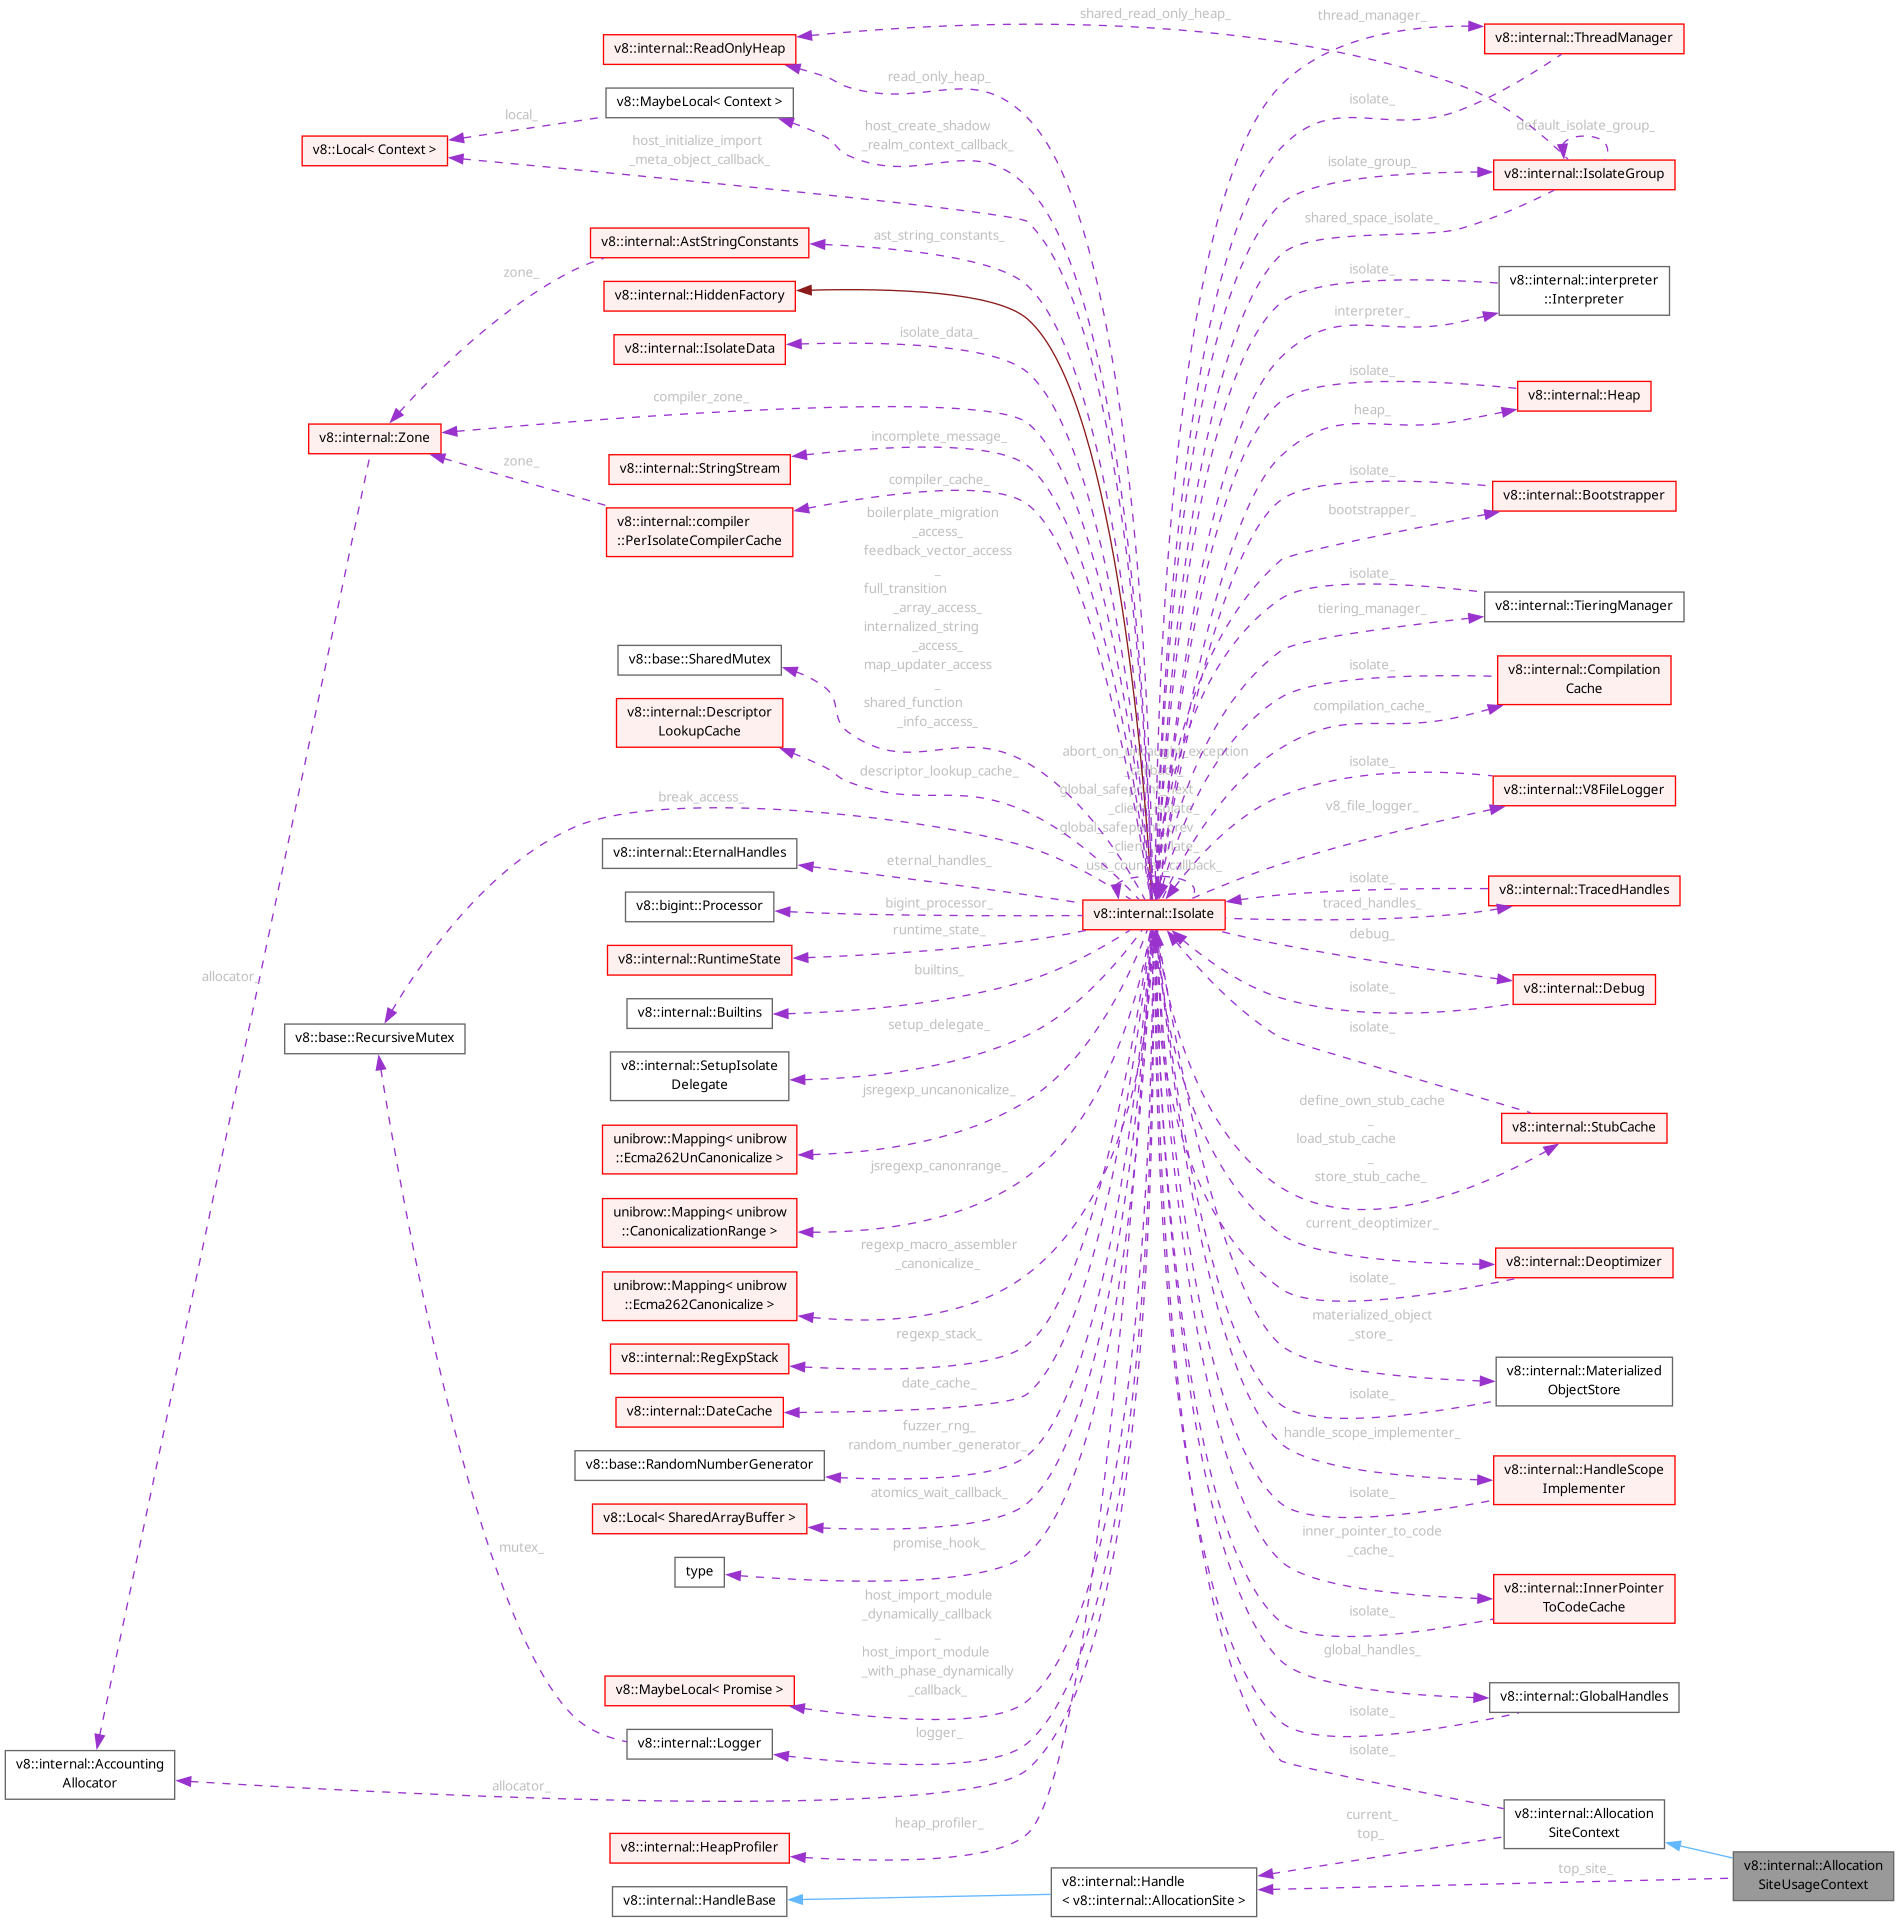 shared_read_only_heap_
thread_manager_
v8::internal::ThreadManager
v8::internal::ReadOnlyHeap
read_only_heap_
isolate_
v8::MaybeLocal< Context >
local_
v8::Local< Context >
host_initialize_import
_meta_object_callback_
host_create_shadow
_realm_context_callback_
default_isolate_group_
isolate_group_
v8::internal::IsolateGroup
shared_space_isolate_
v8::internal::AstStringConstants
ast_string_constants_
zone_
v8::internal::HiddenFactory
isolate_
v8::internal::interpreter
::Interpreter
interpreter_
v8::internal::IsolateData
isolate_data_
isolate_
v8::internal::Heap
heap_
compiler_zone_
v8::internal::Zone
incomplete_message_
v8::internal::StringStream
zone_
compiler_cache_
v8::internal::compiler
::PerIsolateCompilerCache
isolate_
v8::internal::Bootstrapper
bootstrapper_
boilerplate_migration
_access_
feedback_vector_access
_
full_transition
_array_access_
internalized_string
_access_
map_updater_access
_
shared_function
_info_access_
isolate_
v8::internal::TieringManager
tiering_manager_
v8::base::SharedMutex
isolate_
v8::internal::Compilation
Cache
compilation_cache_
v8::internal::Descriptor
LookupCache
descriptor_lookup_cache_
abort_on_uncaught_exception
_callback_
global_safepoint_next
_client_isolate_
global_safepoint_prev
_client_isolate_
use_counter_callback_
isolate_
v8::internal::V8FileLogger
v8_file_logger_
break_access_
v8::internal::EternalHandles
eternal_handles_
v8::bigint::Processor
bigint_processor_
v8::internal::Isolate
isolate_
v8::internal::TracedHandles
traced_handles_
runtime_state_
v8::internal::RuntimeState
debug_
v8::internal::Debug
isolate_
allocator_
builtins_
v8::internal::Builtins
v8::base::RecursiveMutex
setup_delegate_
isolate_
v8::internal::SetupIsolate
Delegate
jsregexp_uncanonicalize_
define_own_stub_cache
_
load_stub_cache
_
store_stub_cache_
v8::internal::StubCache
unibrow::Mapping< unibrow
::Ecma262UnCanonicalize >
jsregexp_canonrange_
unibrow::Mapping< unibrow
::CanonicalizationRange >
current_deoptimizer_
v8::internal::Deoptimizer
isolate_
regexp_macro_assembler
_canonicalize_
unibrow::Mapping< unibrow
::Ecma262Canonicalize >
materialized_object
_store_
regexp_stack_
v8::internal::RegExpStack
v8::internal::Materialized
ObjectStore
isolate_
date_cache_
v8::internal::DateCache
fuzzer_rng_
random_number_generator_
v8::base::RandomNumberGenerator
handle_scope_implementer_
v8::internal::HandleScope
Implementer
isolate_
atomics_wait_callback_
v8::Local< SharedArrayBuffer >
promise_hook_
type
mutex_
inner_pointer_to_code
_cache_
v8::internal::InnerPointer
ToCodeCache
isolate_
host_import_module
_dynamically_callback
_
host_import_module
_with_phase_dynamically
_callback_
v8::MaybeLocal< Promise >
global_handles_
v8::internal::GlobalHandles
isolate_
logger_
v8::internal::Logger
isolate_
v8::internal::Accounting
Allocator
allocator_
heap_profiler_
v8::internal::HeapProfiler
current_
top_
v8::internal::Allocation
SiteContext
top_site_
v8::internal::Allocation
SiteUsageContext
v8::internal::HandleBase
v8::internal::Handle
< v8::internal::AllocationSite >